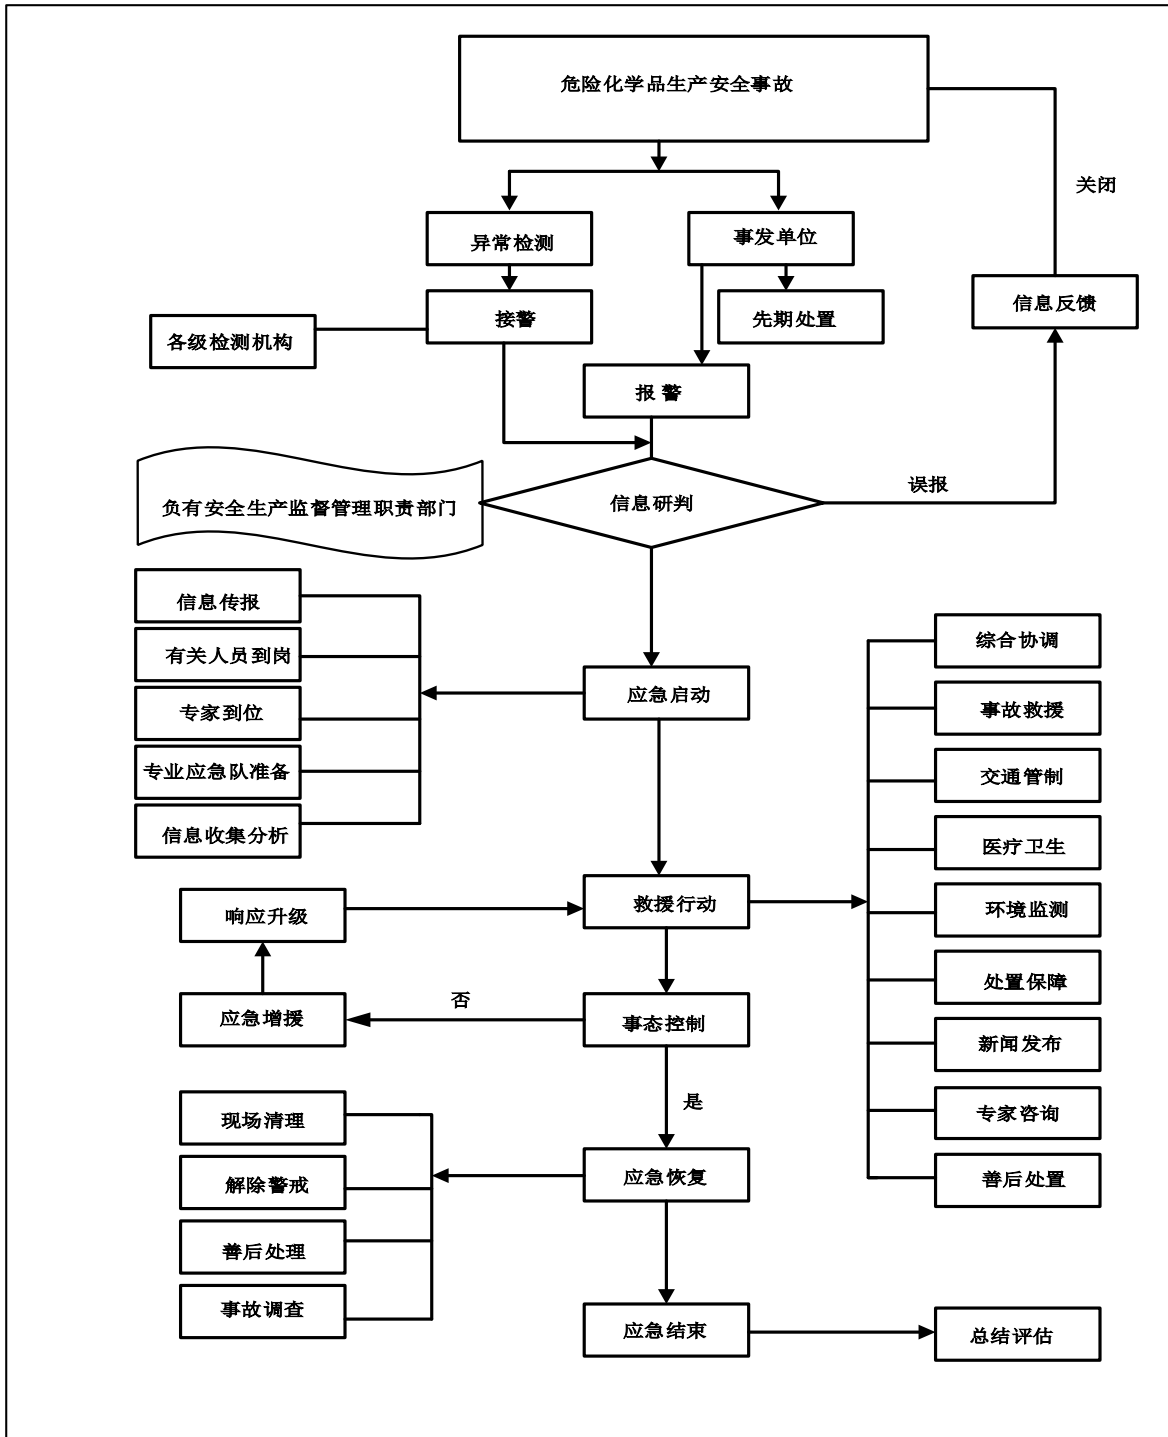 危险化学品生产安全事故
关闭
异常检测
事发单位
接警
先期处置
信息反馈
各级检测机构
报 警
误报
负有安全生产监督管理职责部门
信息研判
信息传报
有关人员到岗
专家到位
专业应急队准备
信息收集分析
应急启动
综合协调
事故救援
交通管制
医疗卫生
环境监测
处置保障
新闻发布
专家咨询
善后处置
响应升级
救援行动
应急增援
否
事态控制
是
现场清理
解除警戒
善后处理
事故调查
应急恢复
应急结束
总结评估